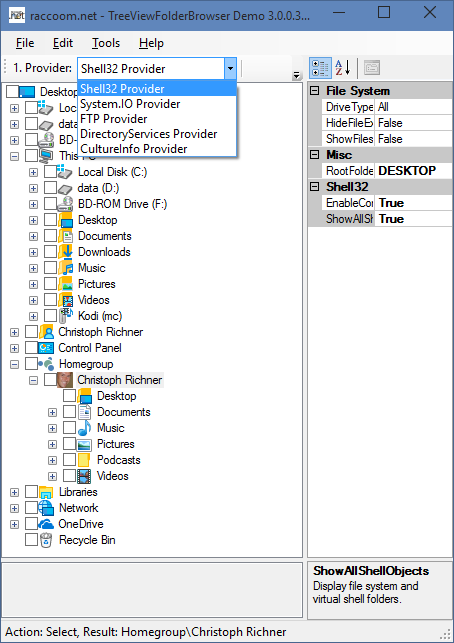 raccoom.net - TreeViewFolderBrowser Demo 3.0.0.3...
File Edit Tools Help
1. Provider: Shell32 Provider
Shell32 Provider
System.IO Provider
FTP Provider
DirectoryServices Provider
CultureInfo Provider
Desktop
Loc
data
BD-
This PC
Local Disk (C:)
data (D:)
BD-ROM Drive (F:)
Desktop
Documents
Downloads
Music
Pictures
Videos
Kodi (mc)
Christoph Richner
Control Panel
Homegroup
Christoph Richner
Desktop
Documents
Music
Pictures
Podcasts
Videos
Libraries
Network
OneDrive
Recycle Bin
File System
DriveType All
HideFileEx False
ShowFiles False
Misc
RootFolde DESKTOP
Shell32
EnableCor True
ShowAllSh True
ShowAllShellObjects
Display file system and
virtual shell folders.
Action: Select, Result: Homegroup\Christoph Richner